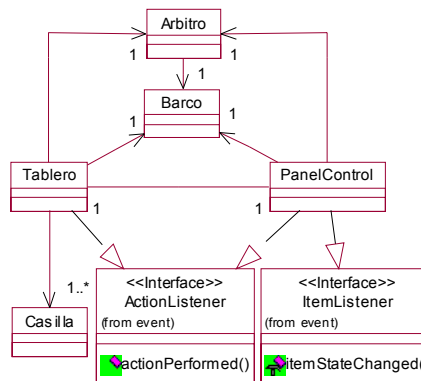 Arbitro
1
1
1
Barco
1
1
Tablero
PanelControl
1
1
1..*
<<Interface>>
<<Interface>>
ActionListener
ItemListener
(from event)
(from event)
Casilla
actionPerformed()
itemStateChanged()